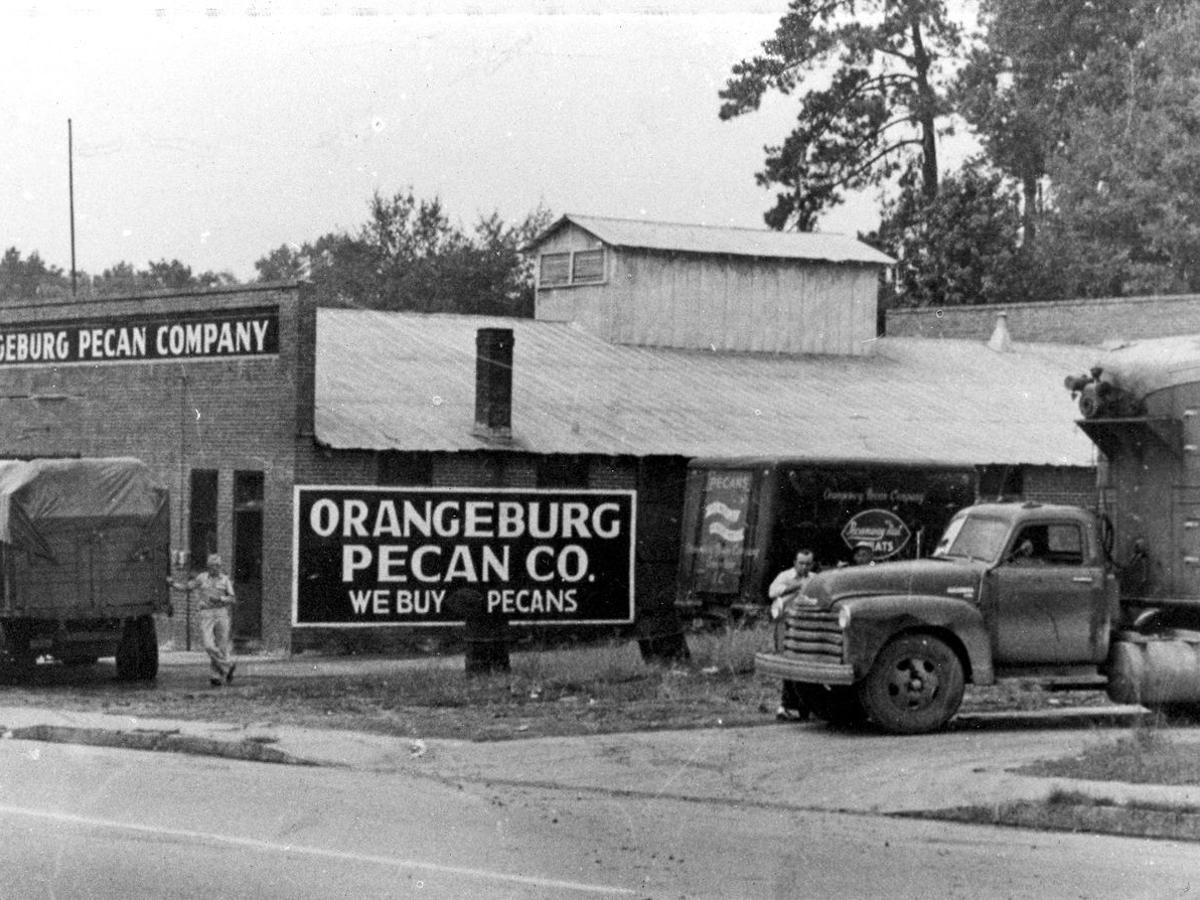 GEBURG PECAN COMPANY
ORANGEBURG
PECAN CO.
WE BUY PECANS
PECANS
Orangeburg Pecan Company